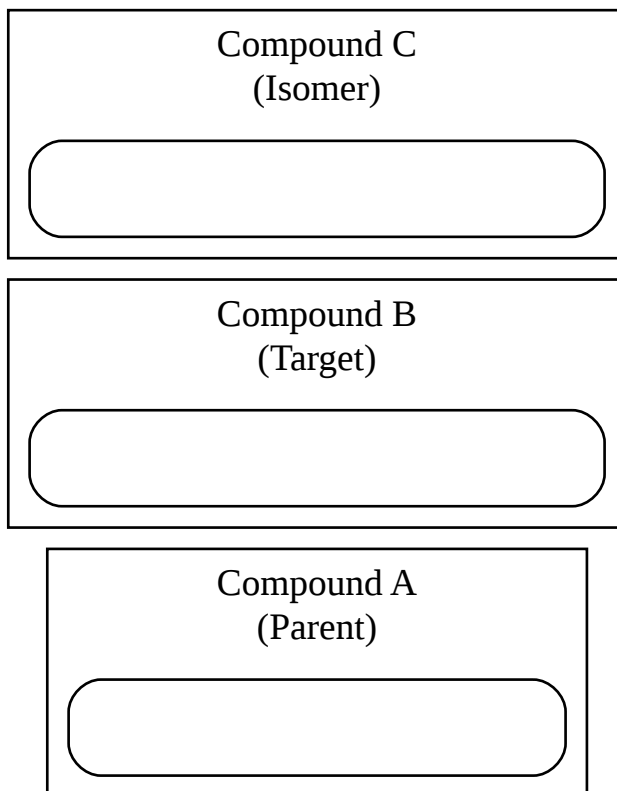 Compound C
(Isomer)
Compound B
(Target)
Compound A
(Parent)